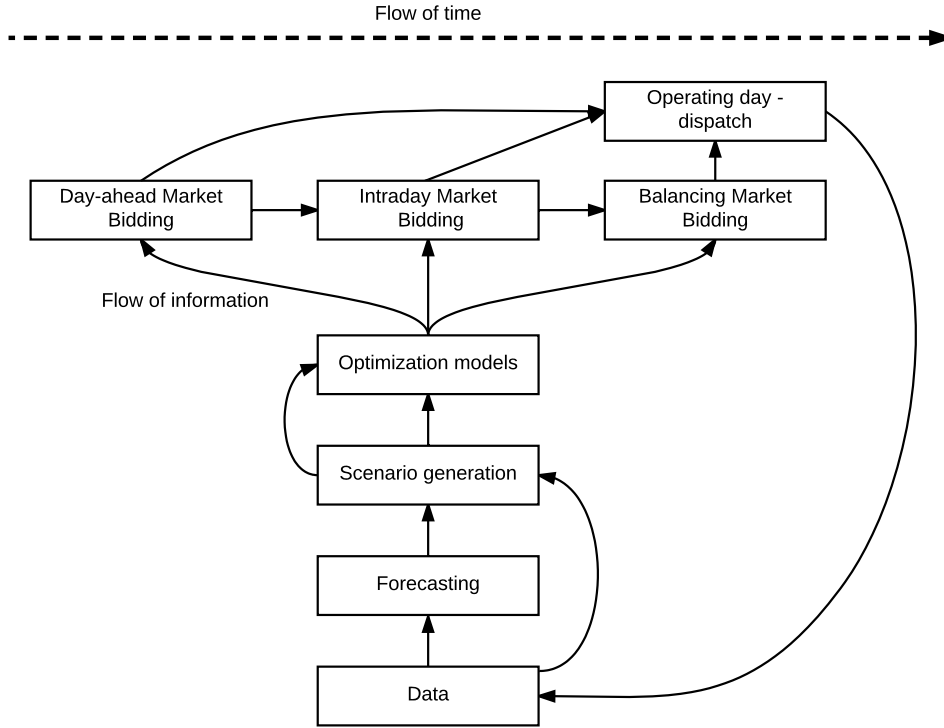 Flow of time
Operating day -
dispatch
Day-ahead Market
Bidding
Intraday Market
Bidding
Balancing Market
Bidding
Flow of information
Optimization models
Scenario generation
Forecasting
Data